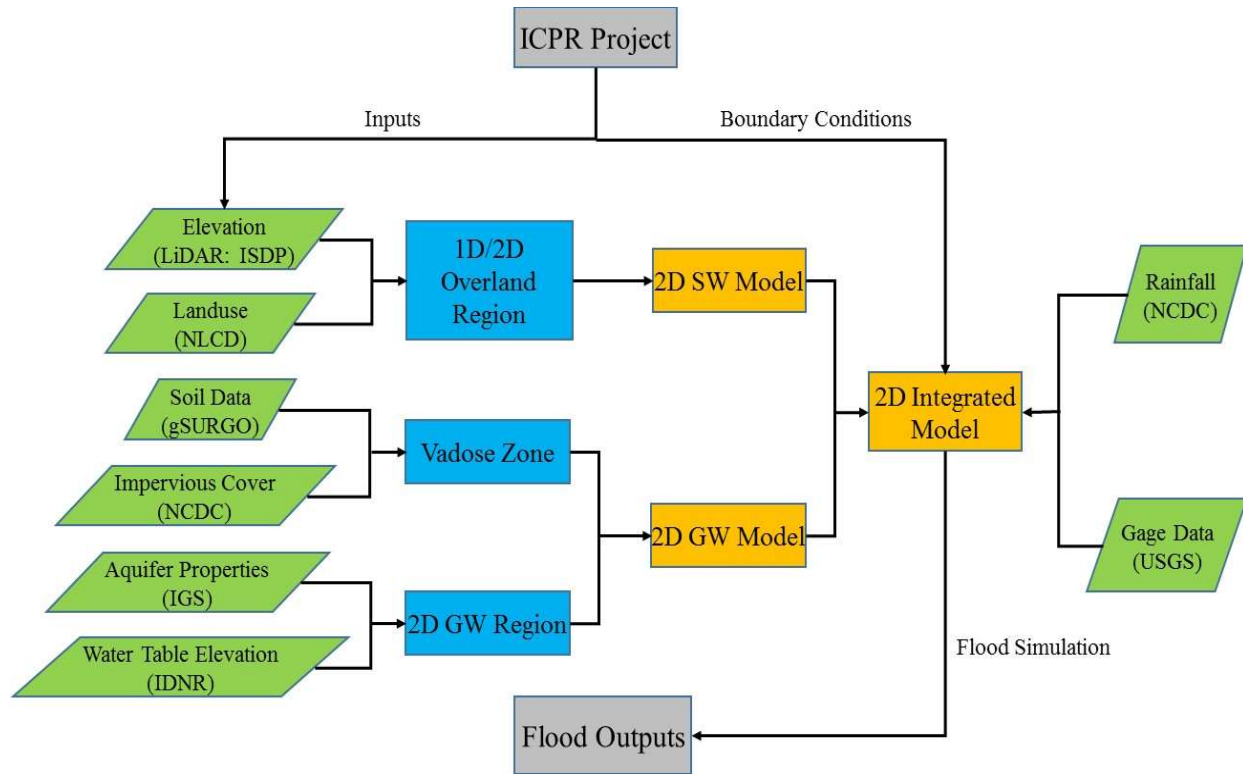 ICPR Project
Inputs
Boundary Conditions
Elevation
(LiDAR: ISDP)
Landuse
(NLCD)
1D/2D
Overland
Region
2D SW Model
Rainfall
(NCDC)
Soil Data
(gSURGO)
Impervious Cover
(NCDC)
Vadose Zone
2D Integrated
Model
Aquifer Properties
(IGS)
Water Table Elevation
(IDNR)
2D GW Region
2D GW Model
Gage Data
(USGS)
Flood Simulation
Flood Outputs